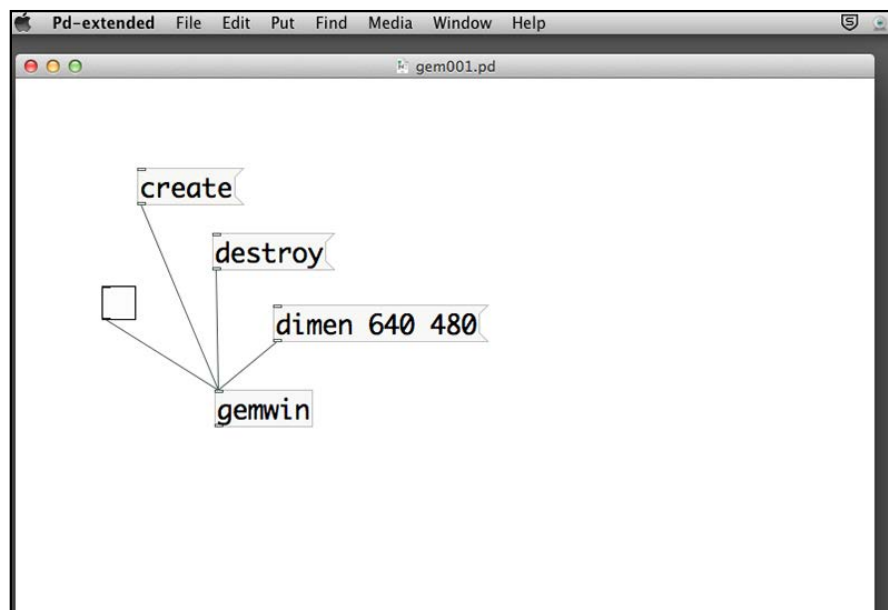 Pd-extended File Edit Put Find Media Window Help
gem001.pd
create
destroy
dimen 640 480
gemwin